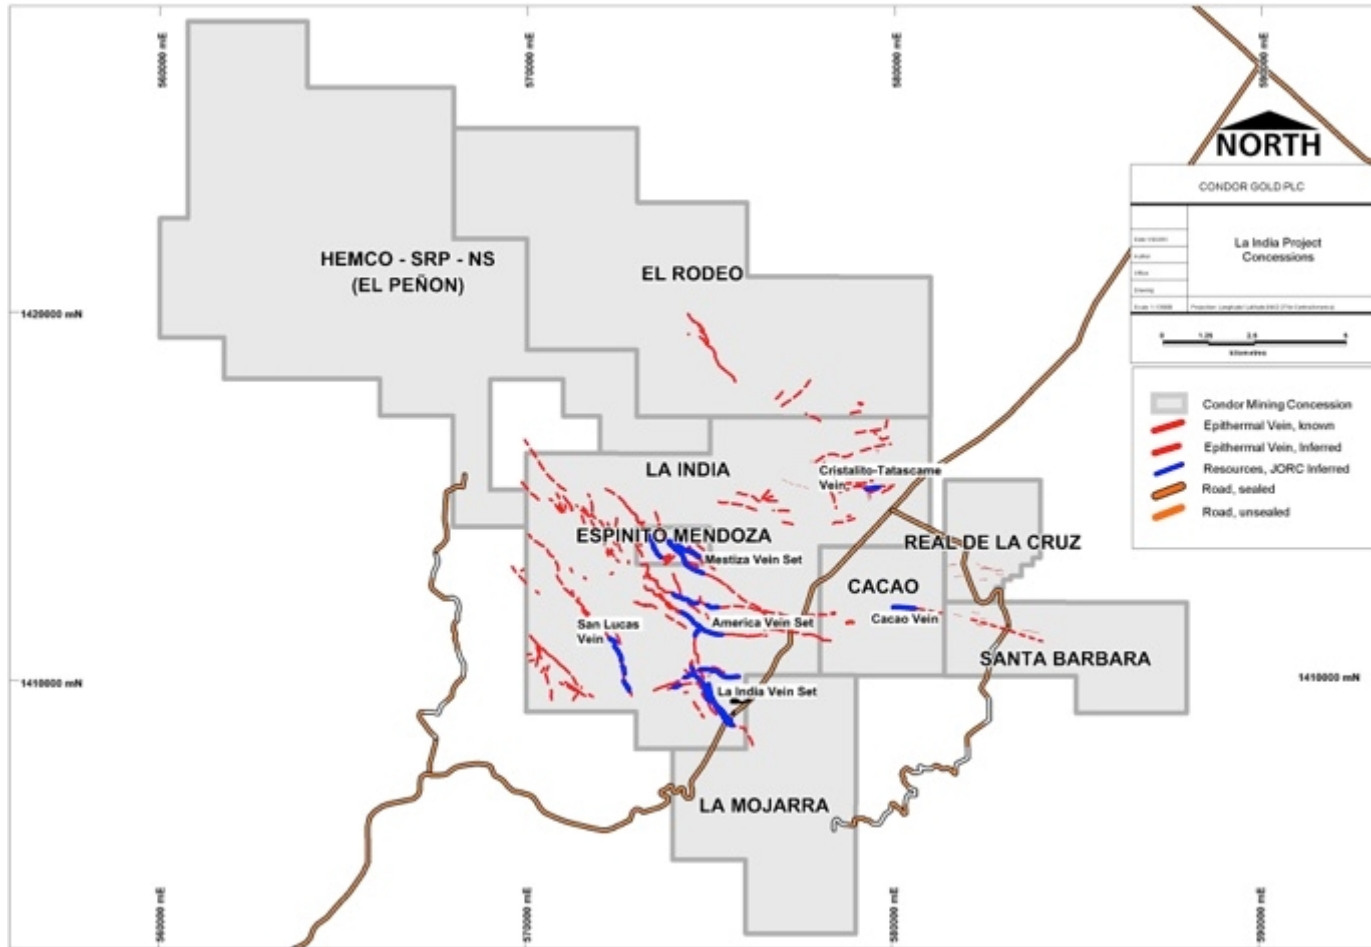 560000 mE
570000 mE
580000 mE
590000 mE
NORTH
CONDOR GOLD PLC
La India Project
Concessions
kilometres
HEMCO - SRP - NS
(EL PEÑON)
EL RODEO
1420000 mN
Condor Mining Concession
Epithermal Vein, known
Epithermal Vein, Inferred
Resources, JORC Inferred
Road, sealed
Road, unsealed
LA INDIA
Cristalito-Tatascame
Vein
ESPINITO MENDOZA
REAL DE LA CRUZ
Mestiza Vein Set
CACAO
San Lucas
Vein
America Vein Set
Cacao Vein
SANTA BARBARA
1410000 mN
1410000 mN
La India Vein Set
LA MOJARRA
560000 mE
570000 mE
580000 mE
590000 mE